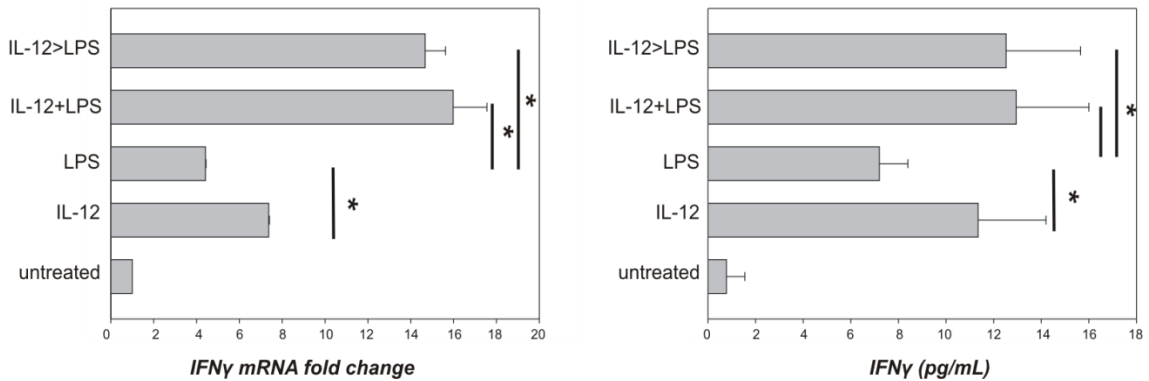 IL-12>LPS
IL-12+LPS
LPS
IL-12
untreated
*
*
*
0 2 4 6 8 10 12 14 16 18 20
IFNγ mRNA fold change
IL-12>LPS
IL-12+LPS
LPS
IL-12
untreated
*
*
0 2 4 6 8 10 12 14 16 18
IFNγ (pg/mL)